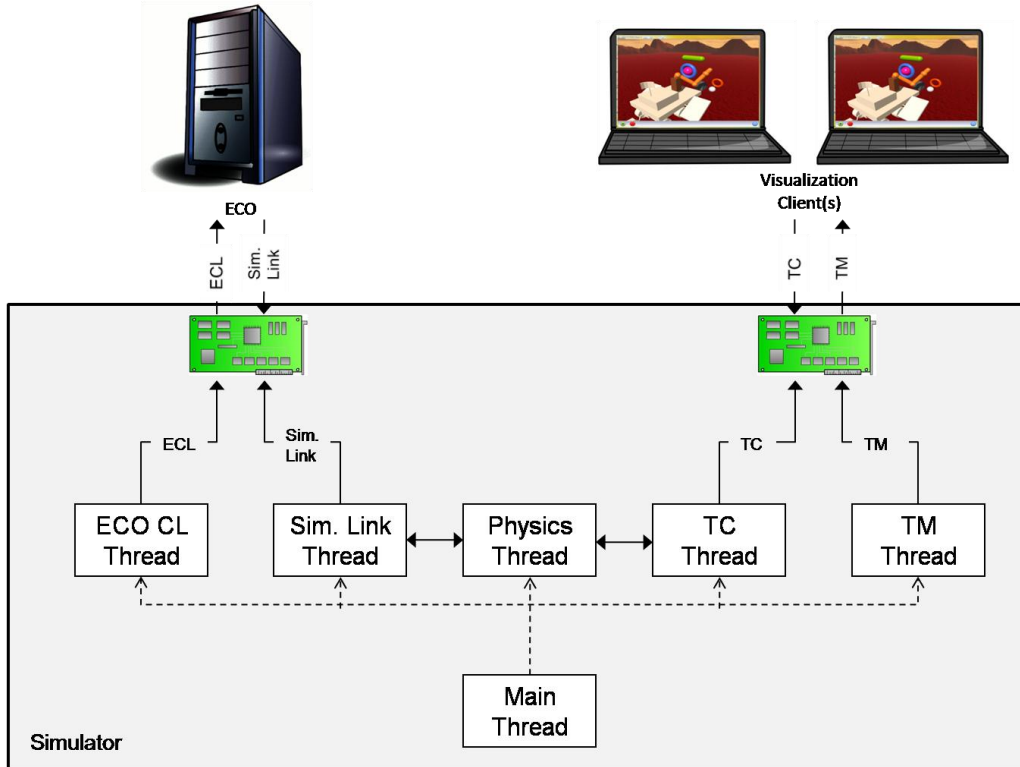 ECO
Visualization
Client(s)
ECL
Sim.
Link
TC
TM
ECL
Sim.
Link
TC
TM
ECO CL
Thread
Sim. Link
Thread
Physics
Thread
TC
Thread
TM
Thread
Main
Thread
Simulator